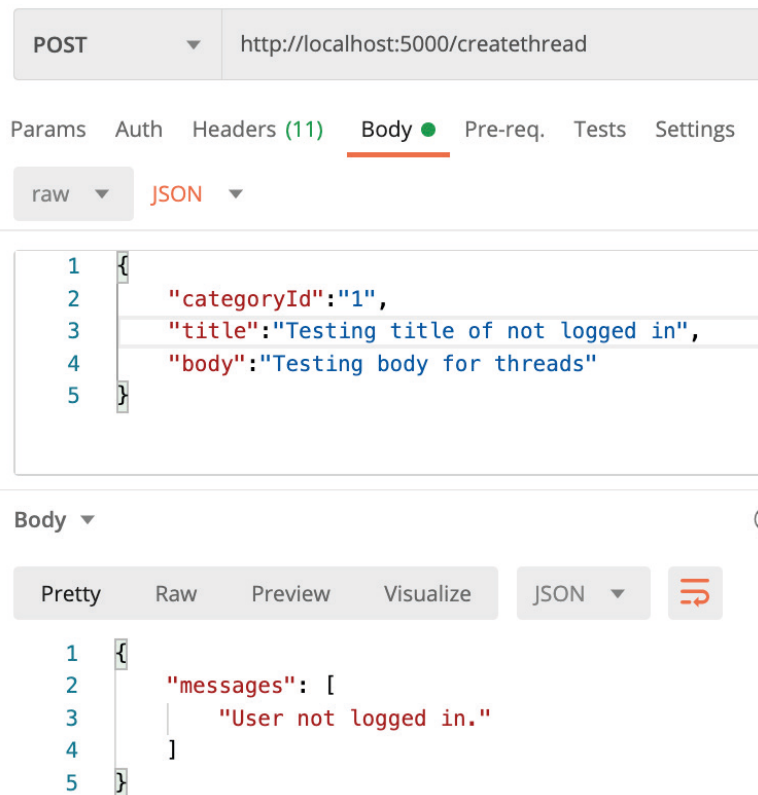 POST http://localhost:5000/createthread
Params Auth Headers (11) Body Pre-req. Tests Settings
raw JSON
1 {
2 "categoryId":"1",
3 "title":"Testing title of not logged in",
4 "body":"Testing body for threads"
5 }
Body
Pretty Raw Preview Visualize JSON
1 {
2 "messages": [
3 "User not logged in."
4 ]
5 }